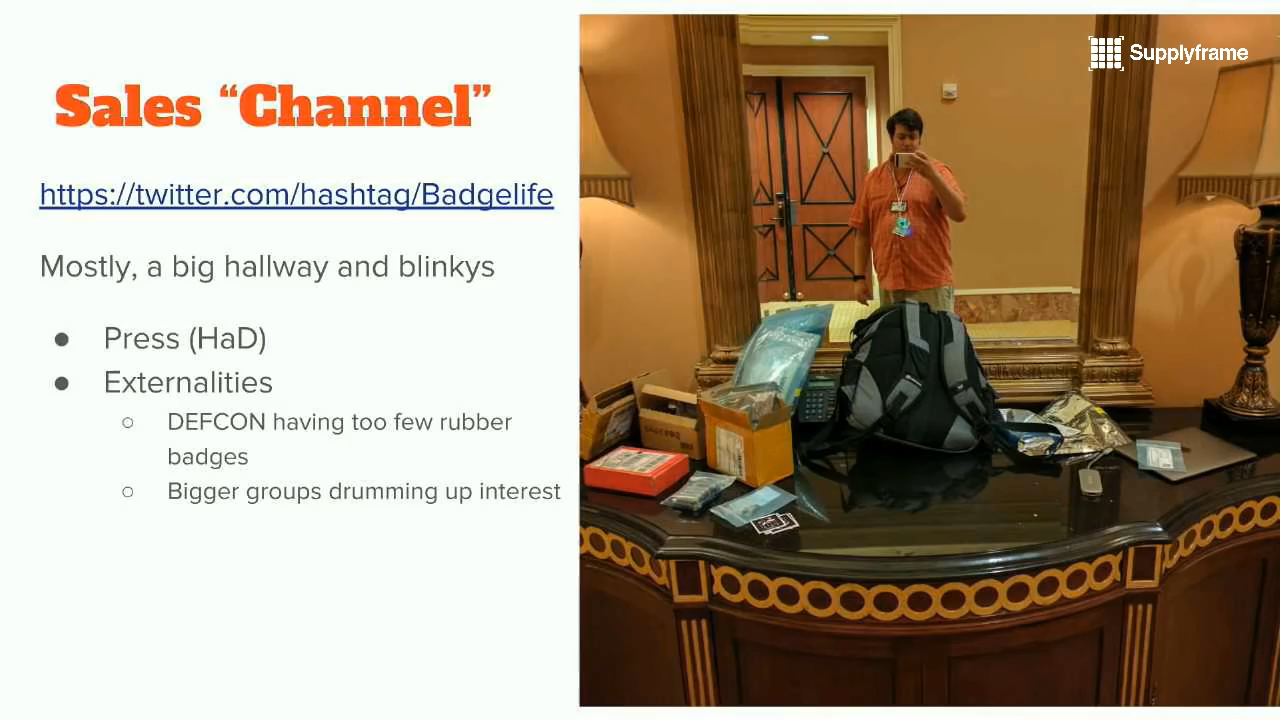 Supplyframe
Sales “Channel”
https://twitter.com/hashtag/Badgelife
Mostly, a big hallway and blinkys
● Press (HaD)
● Externalities
○ DEFCON having too few rubber
badges
○ Bigger groups drumming up interest